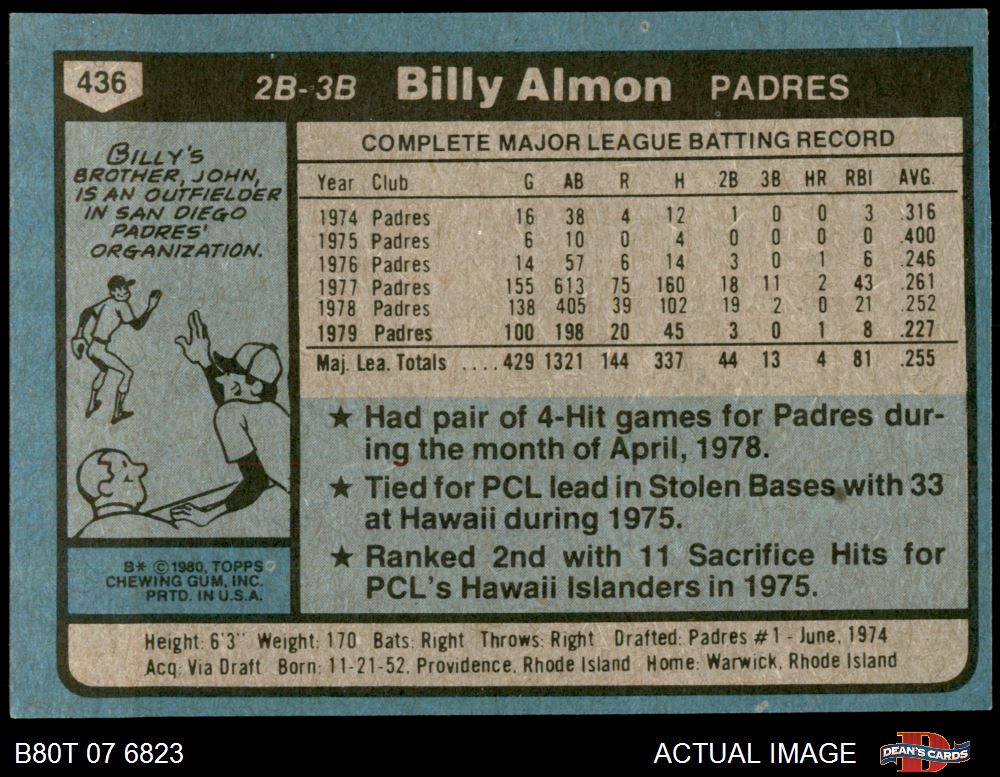 436
2B-3B Billy Almon PADRES
BILLY'S
BROTHER, JOHN,
IS AN OUTFIELDER
IN SAN DIEGO
PADRES'
ORGANIZATION.
B* © 1980, TOPPS
CHEWING GUM, INC.
PRTD. IN U.S.A.
COMPLETE MAJOR LEAGUE BATTING RECORD
Year Club G AB R H 2B 3B HR RBI AVG.
1974 Padres 16 38 4 12 1 0 0 3 .316
1975 Padres 6 10 0 4 0 0 0 0 .400
1976 Padres 14 57 6 14 3 0 1 6 .246
1977 Padres 155 613 75 160 18 11 2 43 .261
1978 Padres 138 405 39 102 19 2 0 21 .252
1979 Padres 100 198 20 45 3 0 1 8 .227
Maj. Lea. Totals ....429 1321 144 337 44 13 4 81 .255
★ Had pair of 4-Hit games for Padres dur-
ing the month of April, 1978.
★ Tied for PCL lead in Stolen Bases with 33
at Hawaii during 1975.
★ Ranked 2nd with 11 Sacrifice Hits for
PCL's Hawaii Islanders in 1975.
Height: 6'3" Weight: 170 Bats: Right Throws: Right Drafted: Padres #1 - June, 1974
Acq: Via Draft Born: 11-21-52, Providence, Rhode Island Home: Warwick, Rhode Island
B80T 07 6823 ACTUAL IMAGE DEAN'S CARDS